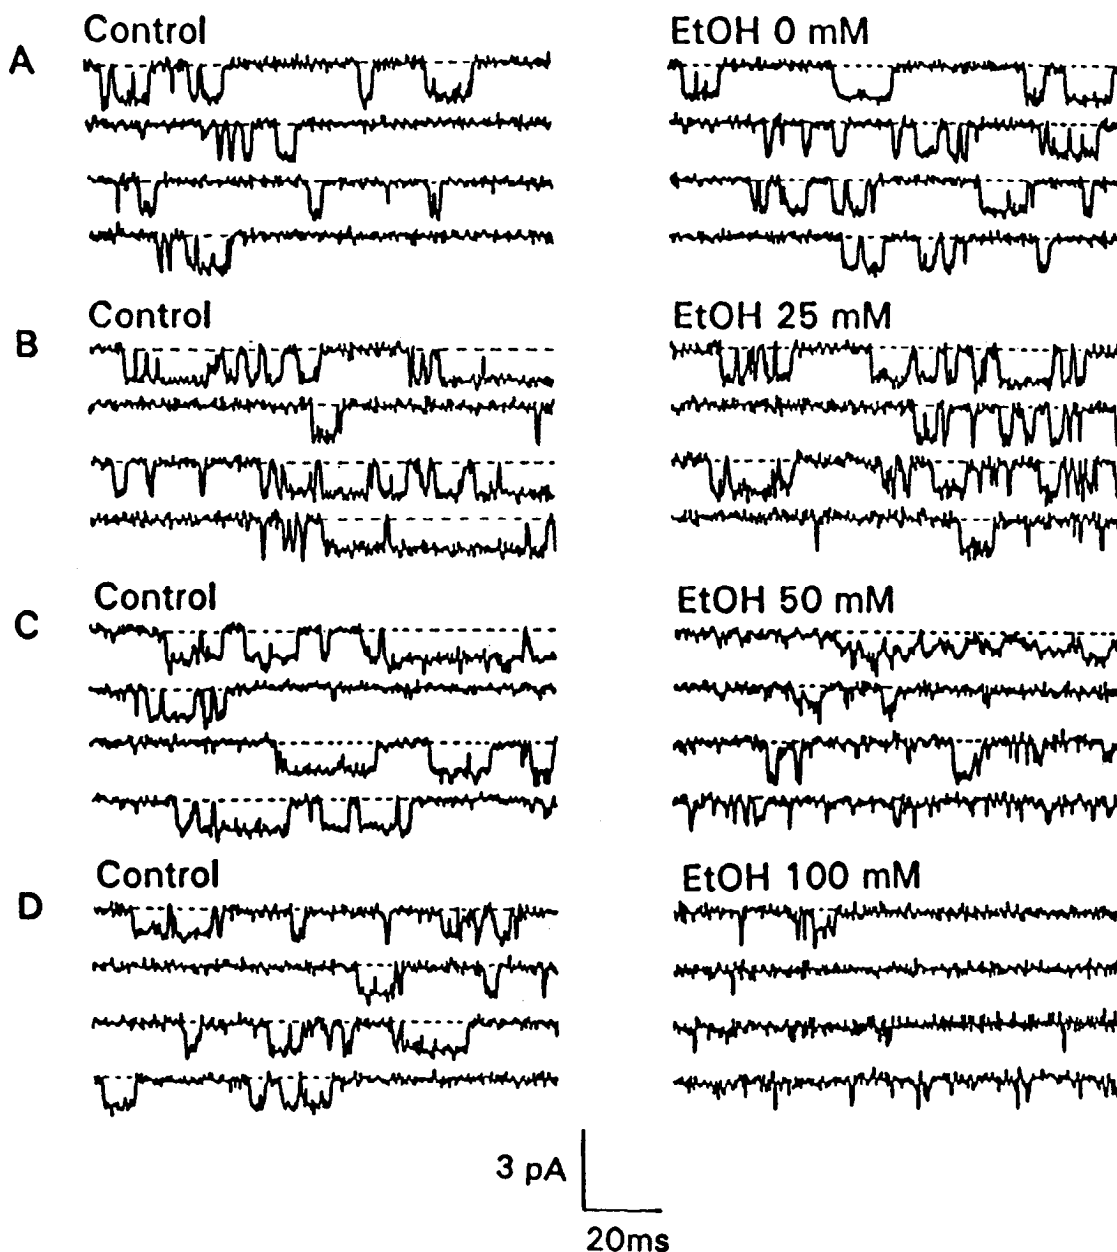 Control
EtOH 0 mM
A
Control
EtOH 25 mM
B
Control
EtOH 50 mM
C
Control
EtOH 100 mM
D
3 pA
20ms